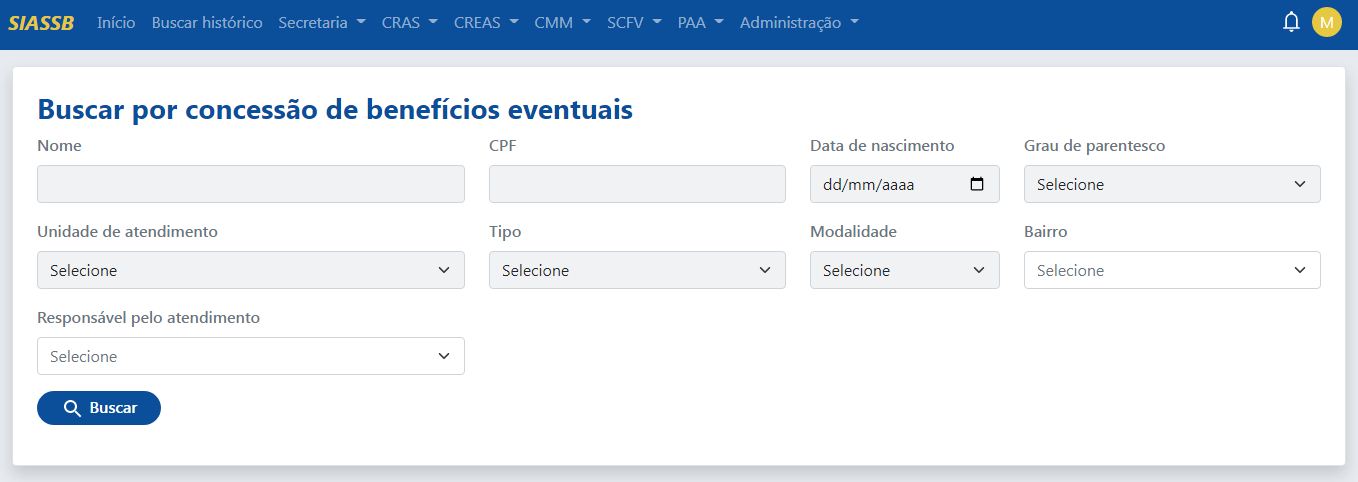 SIASSB Início Buscar histórico Secretaria CRAS CREAS CMM SCFV PAA Administração M
Buscar por concessão de benefícios eventuais
Nome CPF Data de nascimento Grau de parentesco
dd/mm/aaaa Selecione
Unidade de atendimento Tipo Modalidade Bairro
Selecione Selecione Selecione Selecione
Responsável pelo atendimento
Selecione
Buscar